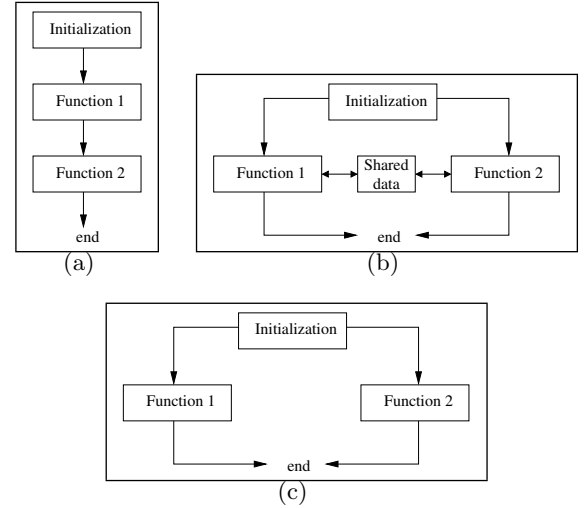 Initialization
Function 1
Function 2
end
(a)
Initialization
Function 1
Shared
data
Function 2
end
(b)
Initialization
Function 1
Function 2
end
(c)